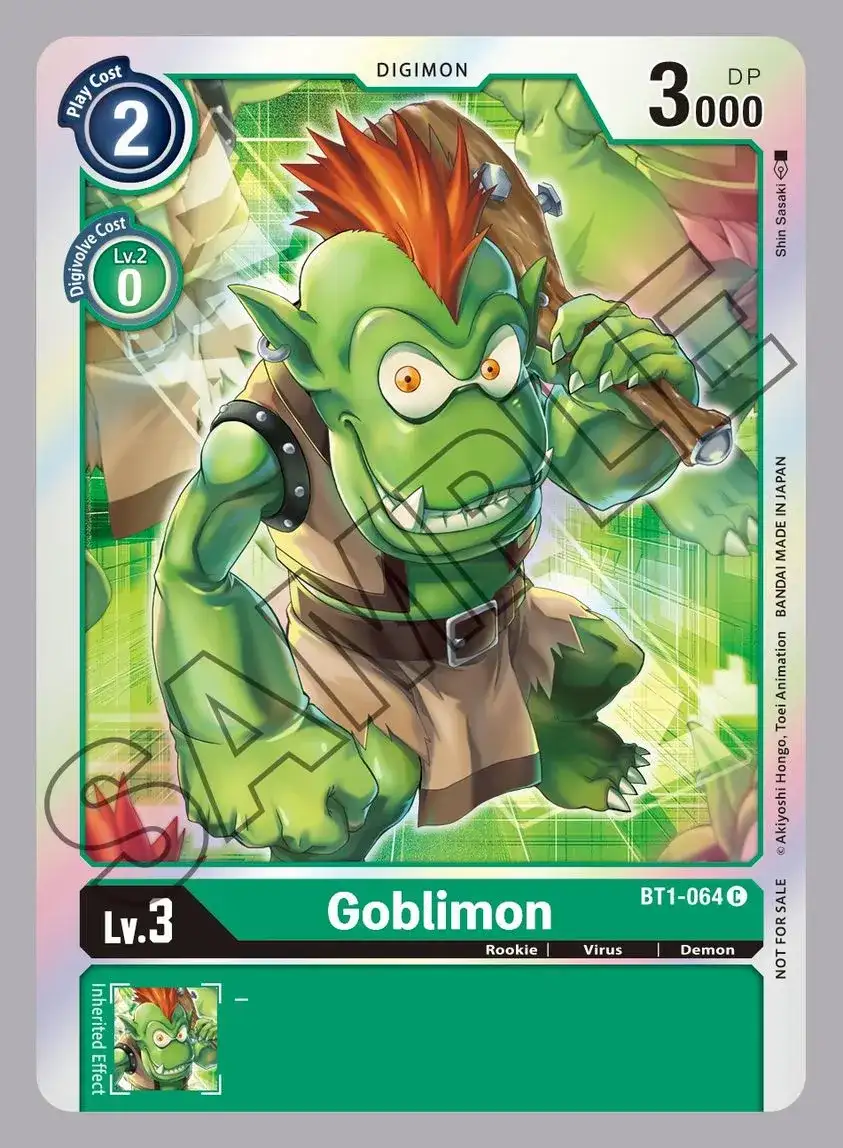 DIGIMON
Play Cost
2
DP
3000
Digivolve Cost
Lv.2
0
Shin Sasaki
SAMPLE
BANDAI MADE IN JAPAN
© Akiyoshi Hongo, Toei Animation
NOT FOR SALE
Lv.3
Goblimon
BT1-064 C
Rookie | Virus | Demon
Inherited Effect
–